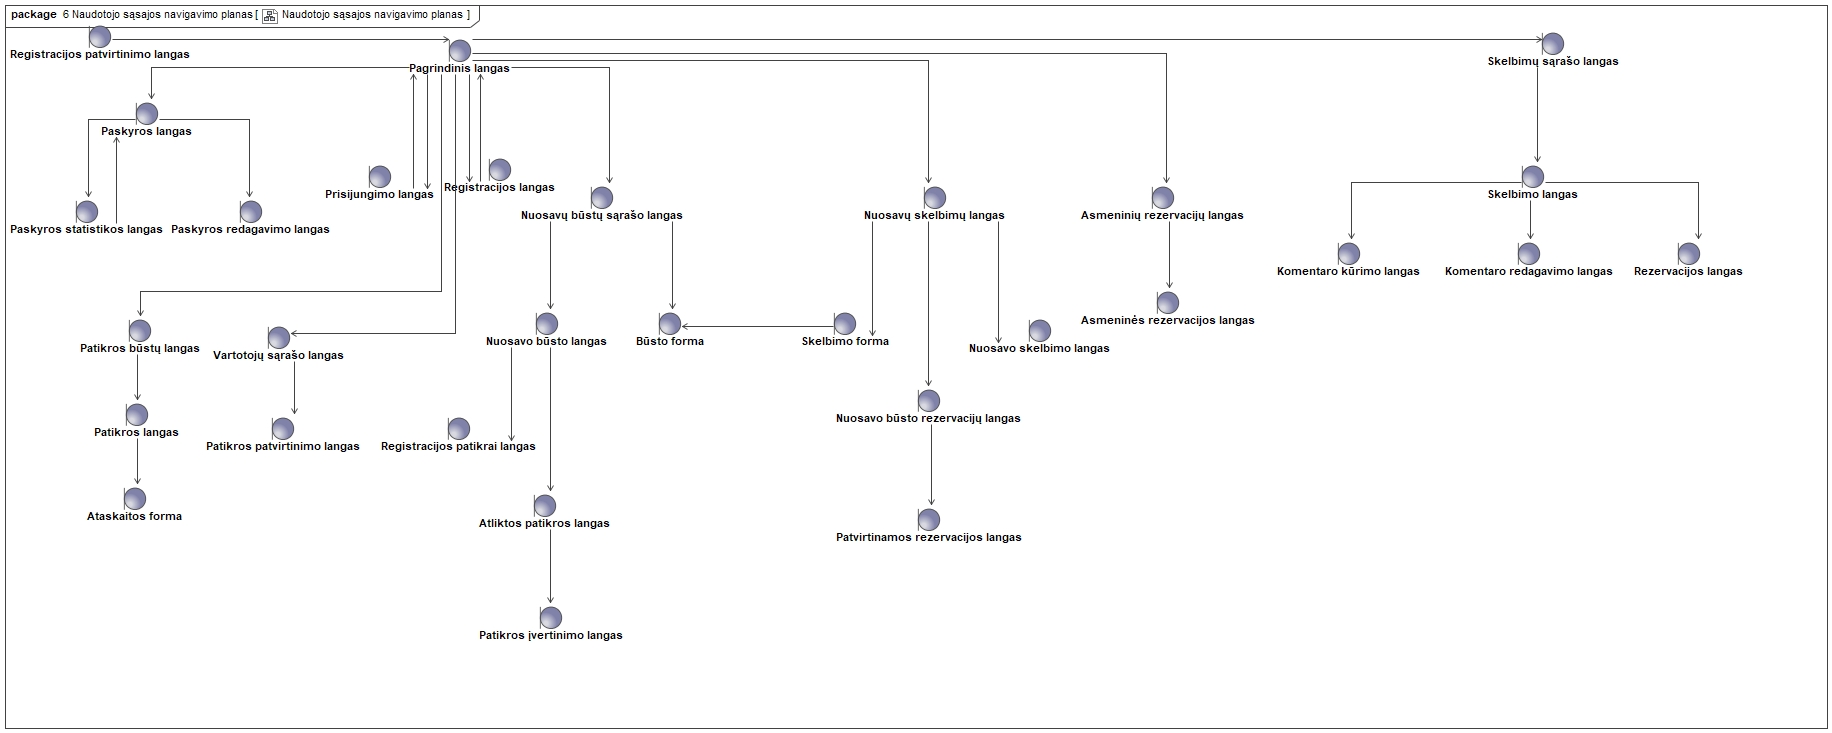 package 6 Naudotojo sąsajos navigavimo planas [ Naudotojo sąsajos navigavimo planas ]
Registracijos patvirtinimo langas
Pagrindinis langas
Skelbimų sąrašo langas
Paskyros langas
Prisijungimo langas
Registracijos langas
Skelbimo langas
Paskyros statistikos langas
Paskyros redagavimo langas
Nuosavų būstų sąrašo langas
Nuosavų skelbimų langas
Asmeninių rezervacijų langas
Komentaro kūrimo langas
Komentaro redagavimo langas
Rezervacijos langas
Asmeninės rezervacijos langas
Patikros būstų langas
Vartotojų sąrašo langas
Nuosavo būsto langas
Būsto forma
Skelbimo forma
Nuosavo skelbimo langas
Patikros langas
Patikros patvirtinimo langas
Registracijos patikrai langas
Nuosavo būsto rezervacijų langas
Ataskaitos forma
Atliktos patikros langas
Patvirtinamos rezervacijos langas
Patikros įvertinimo langas